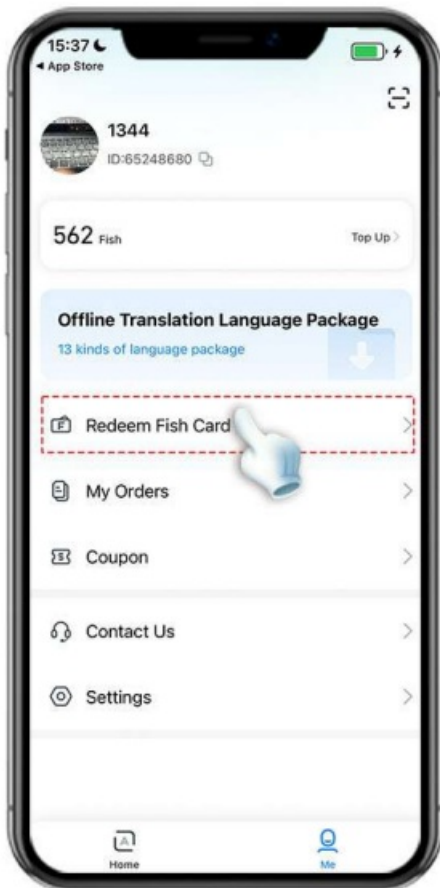 15:37
App Store
1344
ID:65248680
562 Fish
Top Up
Offline Translation Language Package
13 kinds of language package
Redeem Fish Card
My Orders
Coupon
Contact Us
Settings
Home
Me